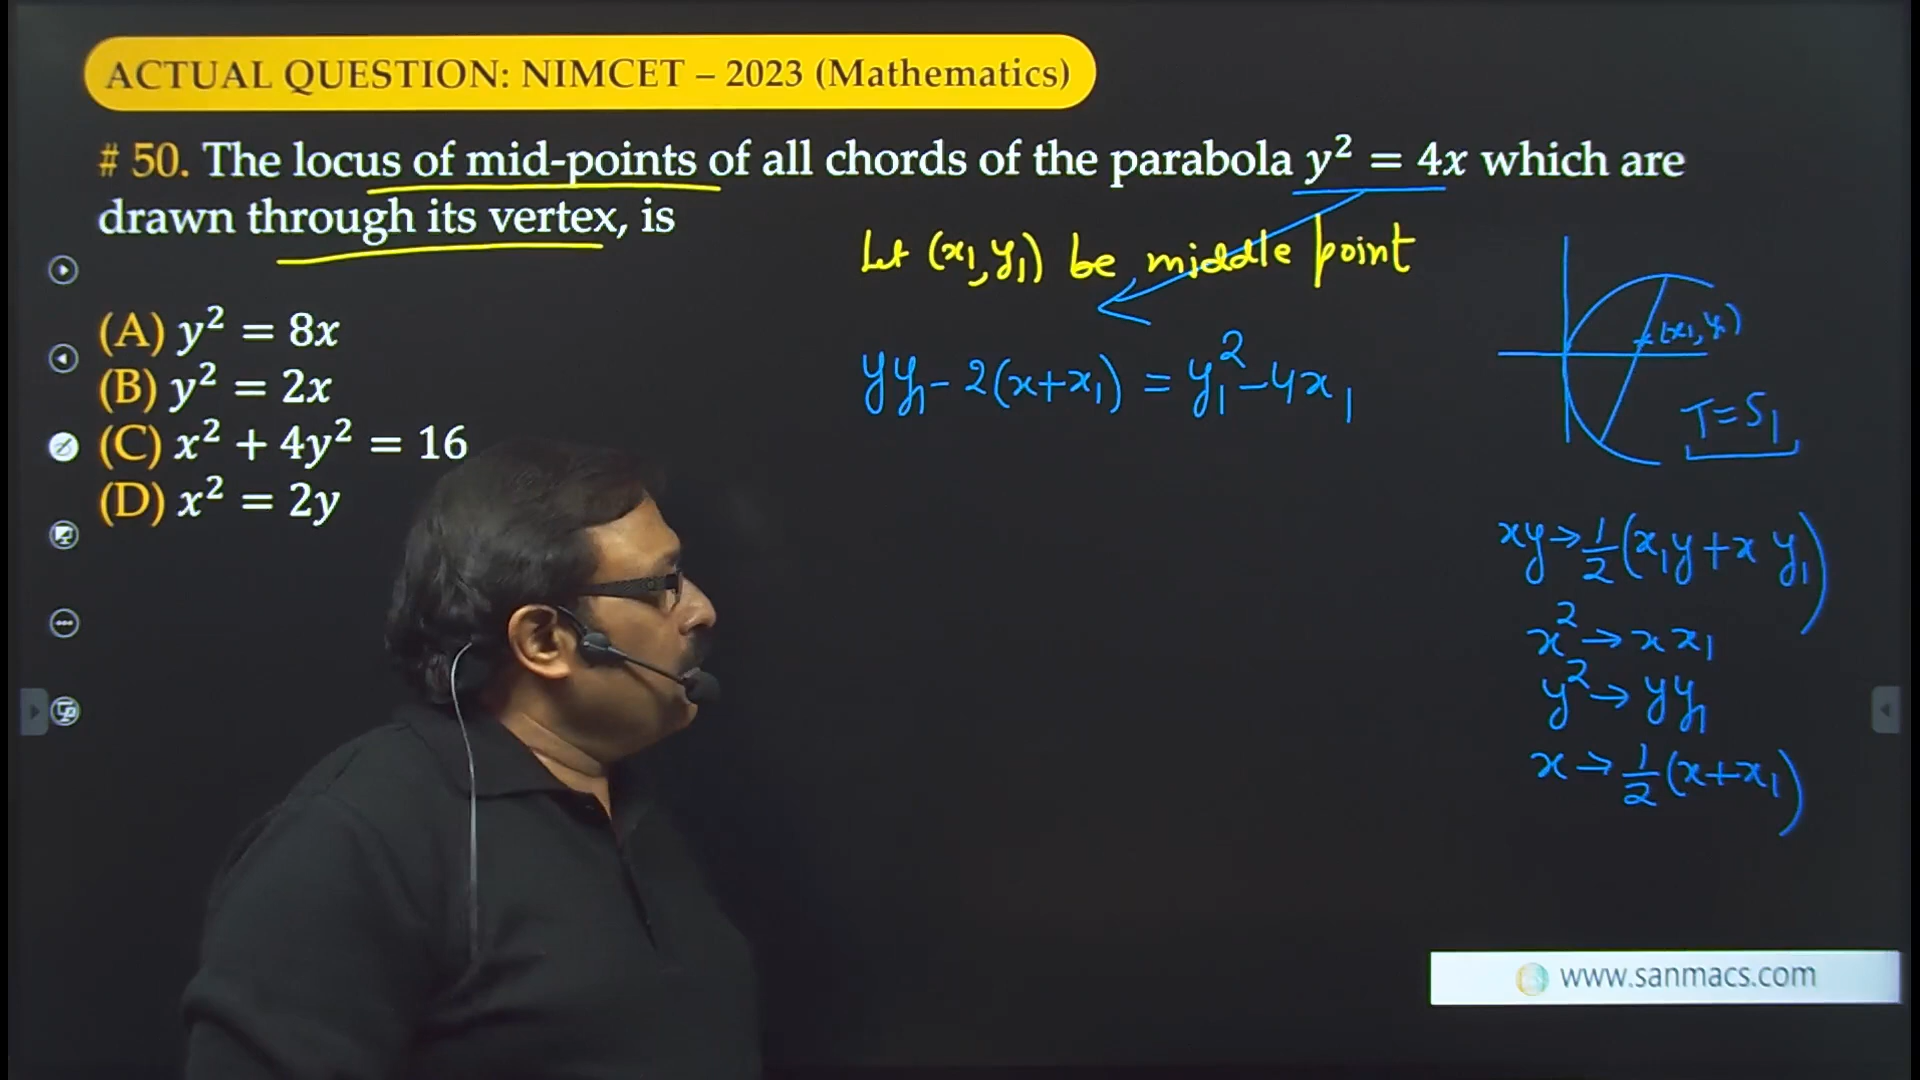 ACTUAL QUESTION: NIMCET – 2023 (Mathematics)
# 50. The locus of mid-points of all chords of the parabola y² = 4x which are
drawn through its vertex, is
(A) y² = 8x
(B) y² = 2x
(C) x² + 4y² = 16
(D) x² = 2y
Let (x₁, y₁) be middle point
yy₁ - 2(x+x₁) = y₁² - 4x₁
(x₁, y₁)
T = S₁
xy → 1/2 (x₁y + x y₁)
x² → x x₁
y² → yy₁
x → 1/2 (x + x₁)
www.sanmacs.com